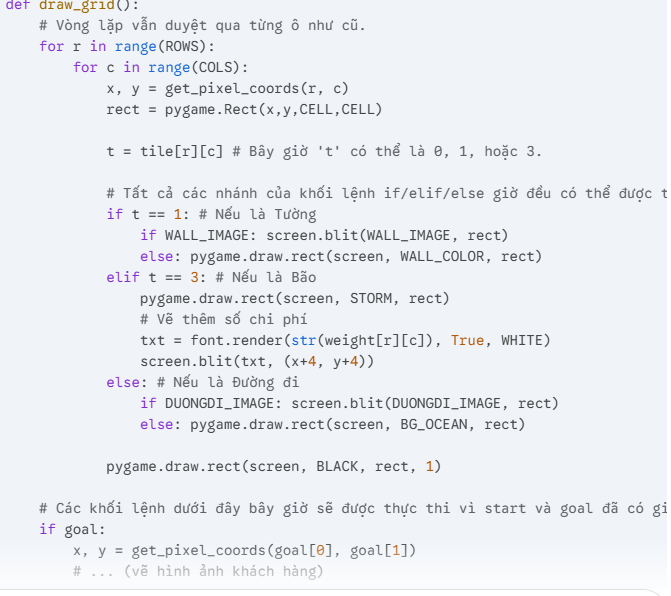 def draw_grid():
    # Vòng lặp vẫn duyệt qua từng ô như cũ.
    for r in range(ROWS):
        for c in range(COLS):
            x, y = get_pixel_coords(r, c)
            rect = pygame.Rect(x,y,CELL,CELL)

            t = tile[r][c] # Bây giờ 't' có thể là 0, 1, hoặc 3.

            # Tất cả các nhánh của khối lệnh if/elif/else giờ đều có thể được t
            if t == 1: # Nếu là Tường
                if WALL_IMAGE: screen.blit(WALL_IMAGE, rect)
                else: pygame.draw.rect(screen, WALL_COLOR, rect)
            elif t == 3: # Nếu là Bão
                pygame.draw.rect(screen, STORM, rect)
                # Vẽ thêm số chi phí
                txt = font.render(str(weight[r][c]), True, WHITE)
                screen.blit(txt, (x+4, y+4))
            else: # Nếu là Đường đi
                if DUONGDI_IMAGE: screen.blit(DUONGDI_IMAGE, rect)
                else: pygame.draw.rect(screen, BG_OCEAN, rect)

            pygame.draw.rect(screen, BLACK, rect, 1)

    # Các khối lệnh dưới đây bây giờ sẽ được thực thi vì start và goal đã có gi
    if goal:
        x, y = get_pixel_coords(goal[0], goal[1])
        # ... (vẽ hình ảnh khách hàng)